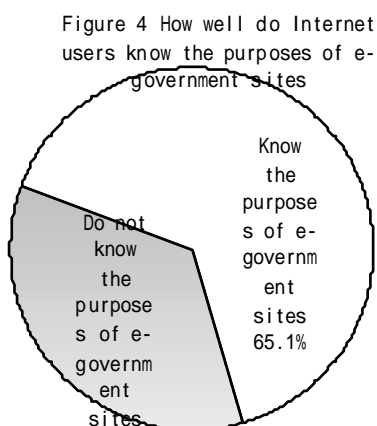 Figure 4 How well do Internet
users know the purposes of e-
government sites
Know
the
purpose
s of e-
governm
ent
sites
65.1%
Do not
know
the
purpose
s of e-
governm
ent
sites